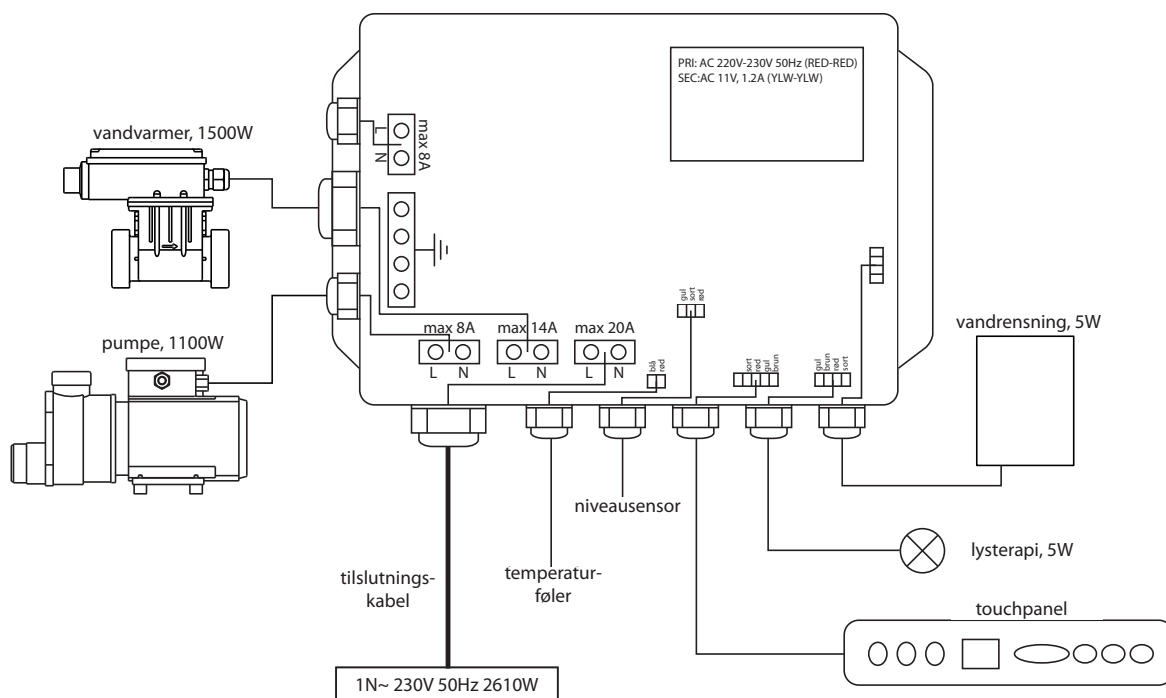 PRI: AC 220V-230V 50Hz (RED-RED)
SEC:AC 11V, 1.2A (YLW-YLW)
vandvarmer, 1500W
L
N
max 8A
pumpe, 1100W
max 8A
L
N
max 14A
L
N
max 20A
L
N
blå
rød
gul
sort
rød
sort
rød
gul
brun
gul
brun
rød
sort
vandrensning, 5W
niveausensor
lysterapi, 5W
temperatur-
føler
tilslutnings-
kabel
touchpanel
1N~ 230V 50Hz 2610W